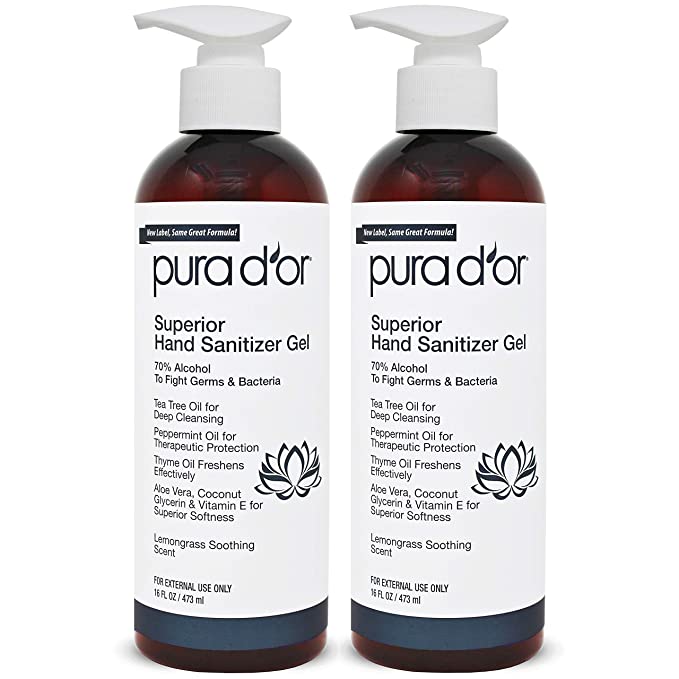 New Label, Same Great Formula!
pura d'or®
Superior
Hand Sanitizer Gel
70% Alcohol
To Fight Germs & Bacteria
Tea Tree Oil for
Deep Cleansing
Peppermint Oil for
Therapeutic Protection
Thyme Oil Freshens
Effectively
Aloe Vera, Coconut
Glycerin & Vitamin E for
Superior Softness
Lemongrass Soothing
Scent
FOR EXTERNAL USE ONLY
16 FL OZ / 473 ml
New Label, Same Great Formula!
pura d'or®
Superior
Hand Sanitizer Gel
70% Alcohol
To Fight Germs & Bacteria
Tea Tree Oil for
Deep Cleansing
Peppermint Oil for
Therapeutic Protection
Thyme Oil Freshens
Effectively
Aloe Vera, Coconut
Glycerin & Vitamin E for
Superior Softness
Lemongrass Soothing
Scent
FOR EXTERNAL USE ONLY
16 FL OZ / 473 ml